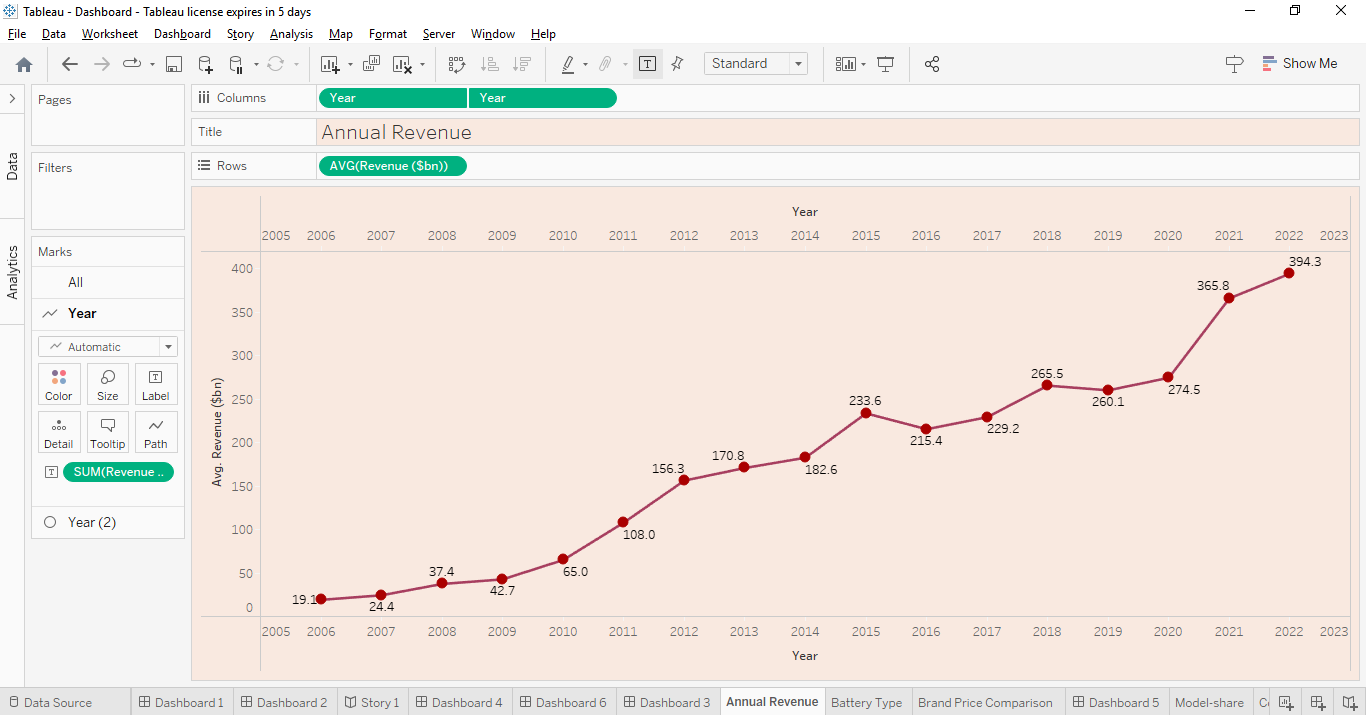 Tableau - Dashboard - Tableau license expires in 5 days
File Data Worksheet Dashboard Story Analysis Map Format Server Window Help
Standard Show Me
Pages
Columns Year Year
Title Annual Revenue
Filters
Rows AVG(Revenue ($bn))
Data
Analytics
Marks
All
Year
Automatic
Color Size Label
Detail Tooltip Path
SUM(Revenue ..
Year (2)
Year
2005 2006 2007 2008 2009 2010 2011 2012 2013 2014 2015 2016 2017 2018 2019 2020 2021 2022 2023
Avg. Revenue ($bn)
400
350
300
250
200
150
100
50
0
19.1
24.4
37.4
42.7
65.0
108.0
156.3
170.8
182.6
233.6
215.4
229.2
265.5
260.1
274.5
365.8
394.3
2005 2006 2007 2008 2009 2010 2011 2012 2013 2014 2015 2016 2017 2018 2019 2020 2021 2022 2023
Year
Data Source Dashboard 1 Dashboard 2 Story 1 Dashboard 4 Dashboard 6 Dashboard 3 Annual Revenue Battery Type Brand Price Comparison Dashboard 5 Model-share